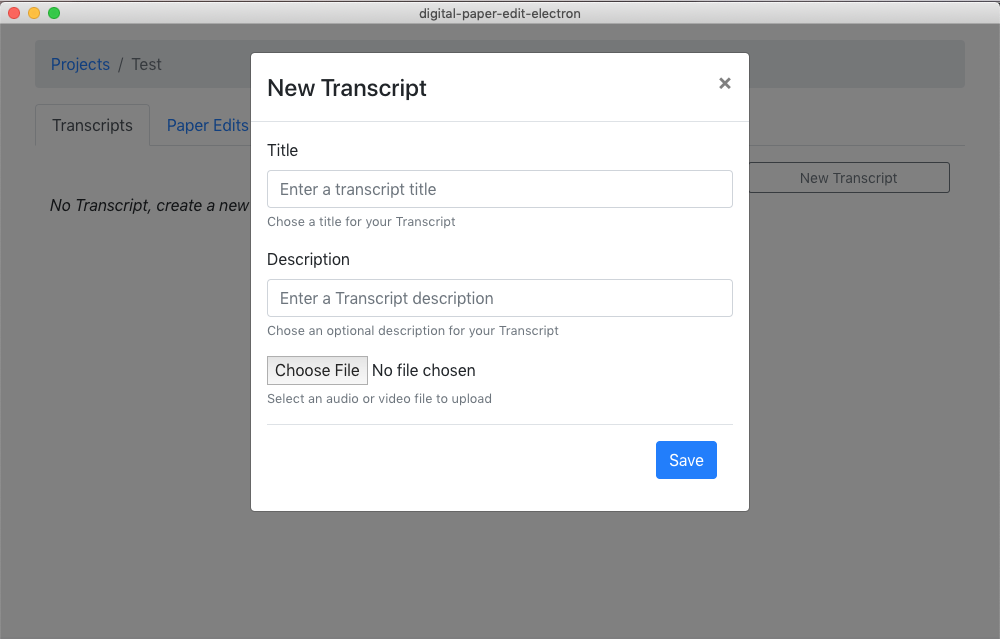 digital-paper-edit-electron
Projects / Test
Transcripts Paper Edits
New Transcript
No Transcript, create a new
New Transcript ×
Title
Enter a transcript title
Chose a title for your Transcript
Description
Enter a Transcript description
Chose an optional description for your Transcript
Choose File No file chosen
Select an audio or video file to upload
Save